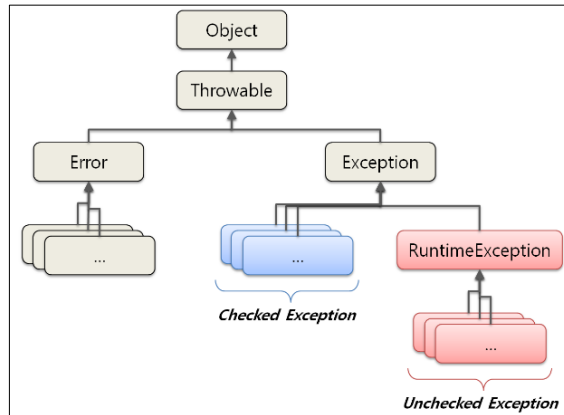 Object
Throwable
Error
Exception
...
...
RuntimeException
Checked Exception
...
Unchecked Exception